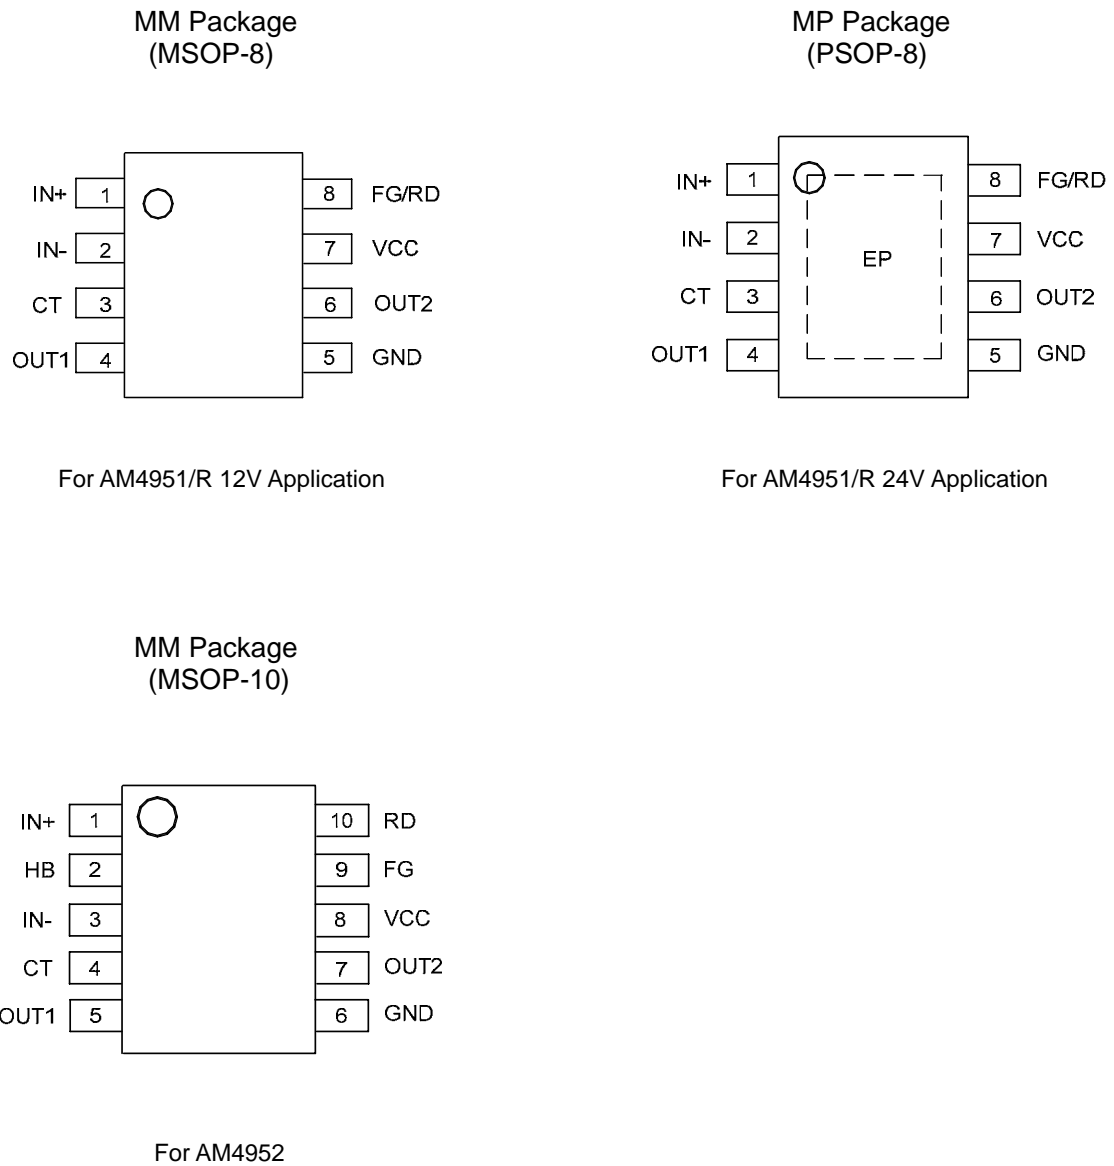 MM Package
(MSOP-8)
IN+ 1
IN- 2
CT 3
OUT1 4
8 FG/RD
7 VCC
6 OUT2
5 GND
For AM4951/R 12V Application
MP Package
(PSOP-8)
IN+ 1
IN- 2
CT 3
OUT1 4
EP
8 FG/RD
7 VCC
6 OUT2
5 GND
For AM4951/R 24V Application
MM Package
(MSOP-10)
IN+ 1
HB 2
IN- 3
CT 4
OUT1 5
10 RD
9 FG
8 VCC
7 OUT2
6 GND
For AM4952